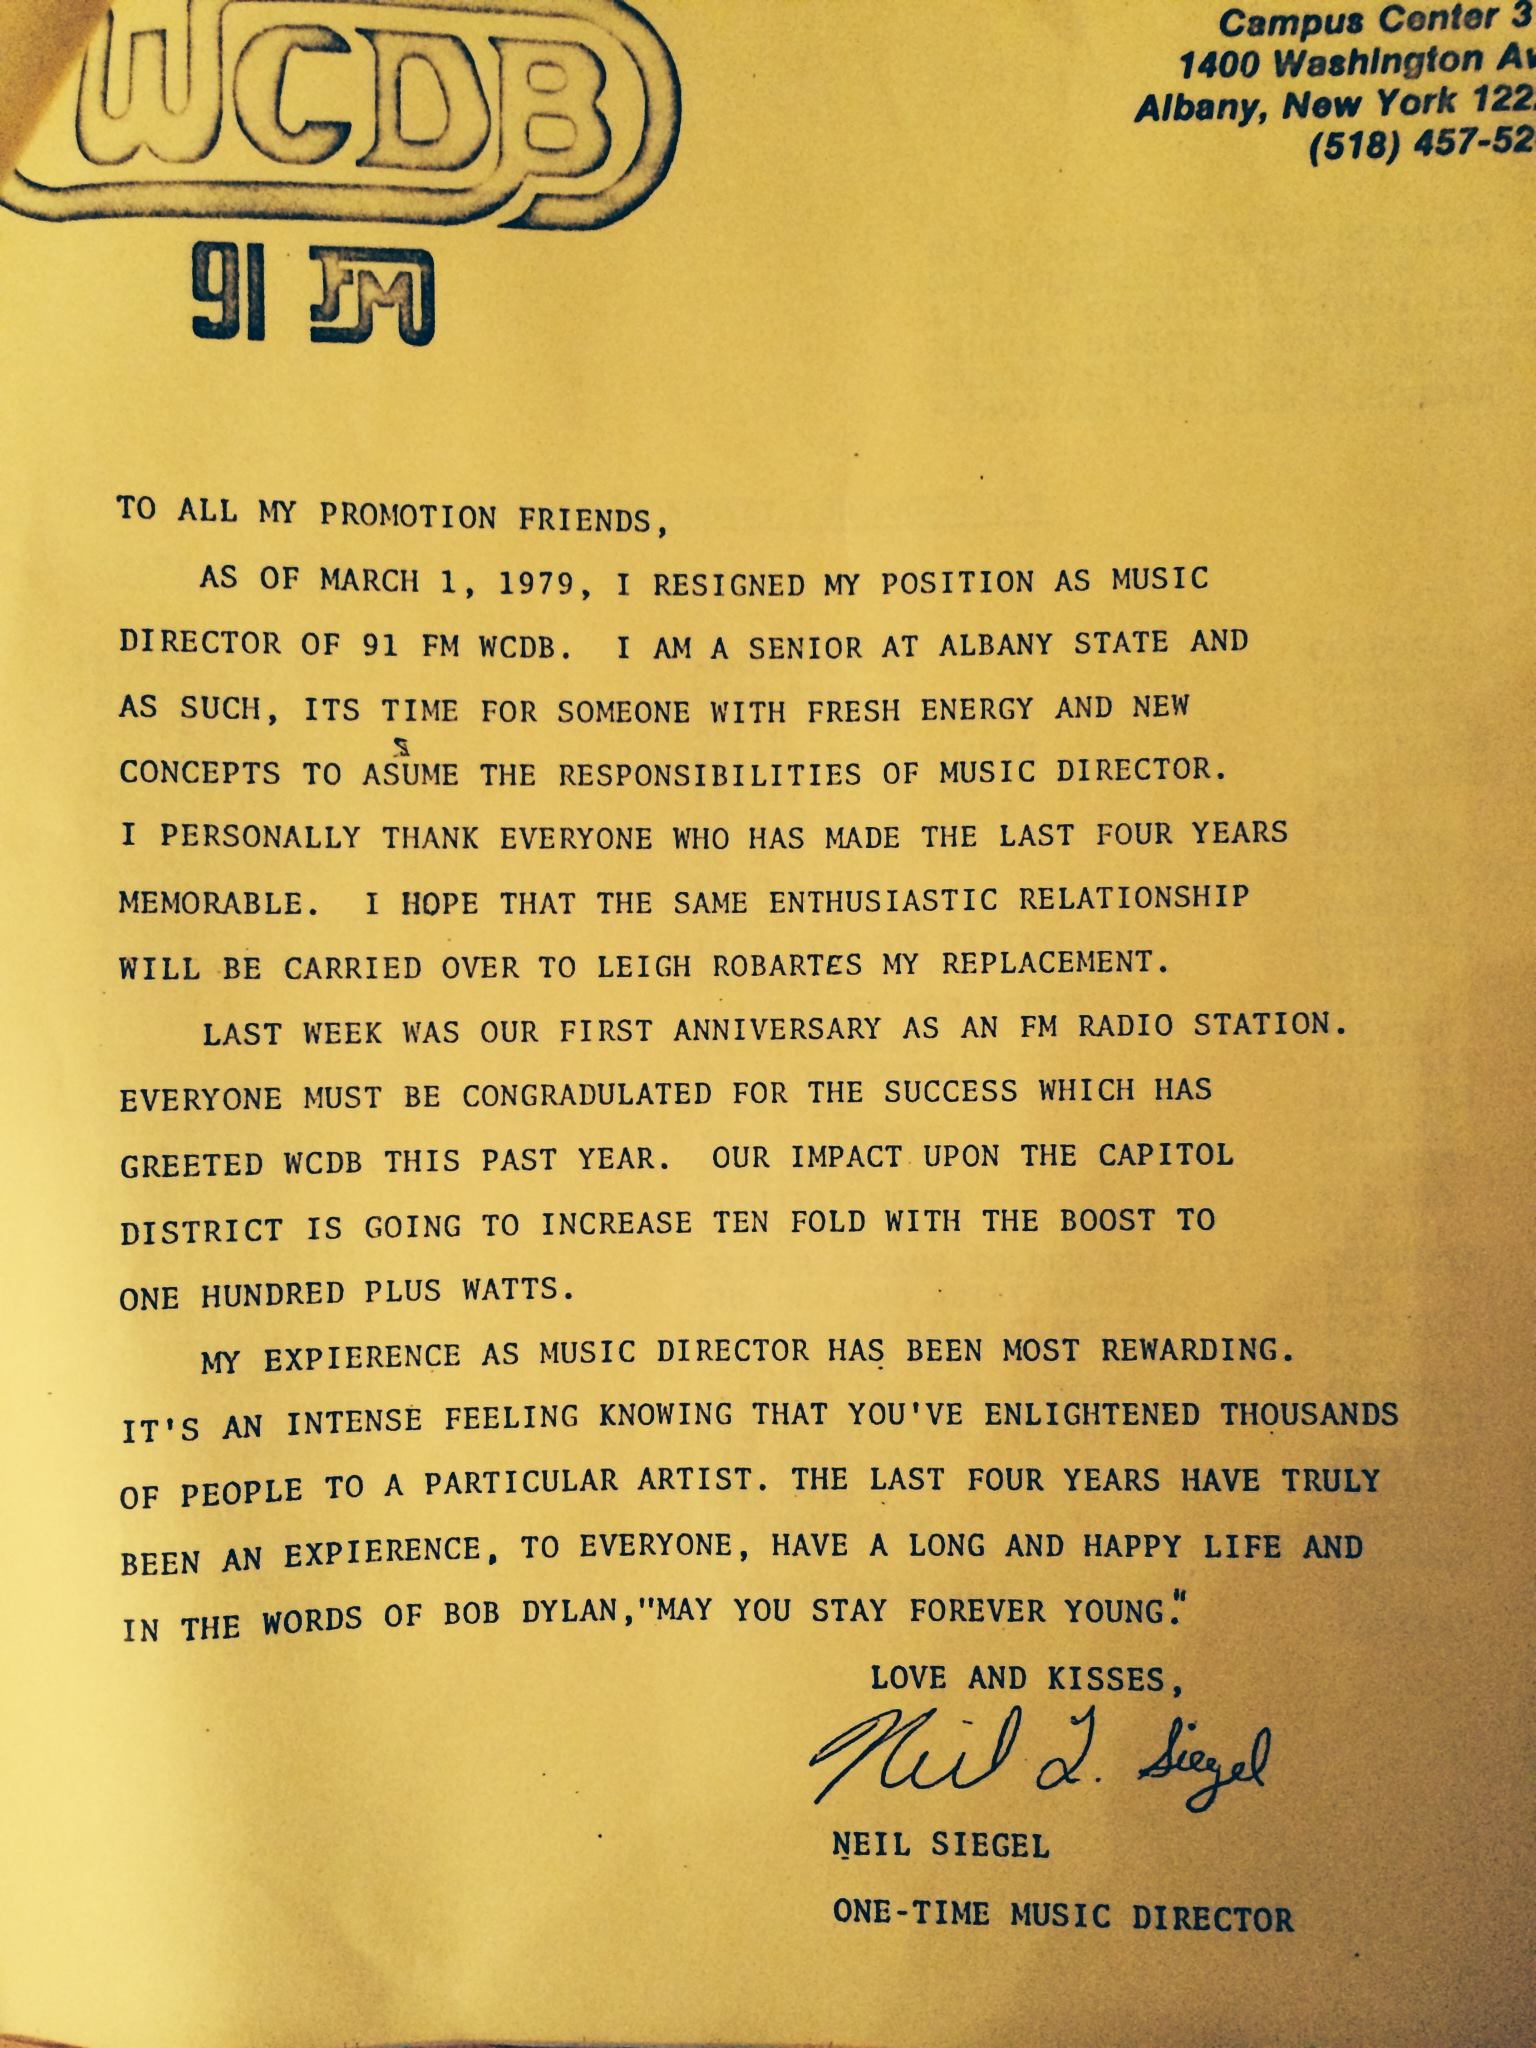 WCDB
91 FM
Campus Center 3
1400 Washington Av
Albany, New York 122
(518) 457-52
TO ALL MY PROMOTION FRIENDS,
AS OF MARCH 1, 1979, I RESIGNED MY POSITION AS MUSIC
DIRECTOR OF 91 FM WCDB. I AM A SENIOR AT ALBANY STATE AND
AS SUCH, ITS TIME FOR SOMEONE WITH FRESH ENERGY AND NEW
CONCEPTS TO ASSUME THE RESPONSIBILITIES OF MUSIC DIRECTOR.
I PERSONALLY THANK EVERYONE WHO HAS MADE THE LAST FOUR YEARS
MEMORABLE. I HOPE THAT THE SAME ENTHUSIASTIC RELATIONSHIP
WILL BE CARRIED OVER TO LEIGH ROBARTES MY REPLACEMENT.
LAST WEEK WAS OUR FIRST ANNIVERSARY AS AN FM RADIO STATION.
EVERYONE MUST BE CONGRADULATED FOR THE SUCCESS WHICH HAS
GREETED WCDB THIS PAST YEAR. OUR IMPACT UPON THE CAPITOL
DISTRICT IS GOING TO INCREASE TEN FOLD WITH THE BOOST TO
ONE HUNDRED PLUS WATTS.
MY EXPIERENCE AS MUSIC DIRECTOR HAS BEEN MOST REWARDING.
IT'S AN INTENSE FEELING KNOWING THAT YOU'VE ENLIGHTENED THOUSANDS
OF PEOPLE TO A PARTICULAR ARTIST. THE LAST FOUR YEARS HAVE TRULY
BEEN AN EXPIERENCE. TO EVERYONE, HAVE A LONG AND HAPPY LIFE AND
IN THE WORDS OF BOB DYLAN,"MAY YOU STAY FOREVER YOUNG."
LOVE AND KISSES,
Neil I. Siegel
NEIL SIEGEL
ONE-TIME MUSIC DIRECTOR